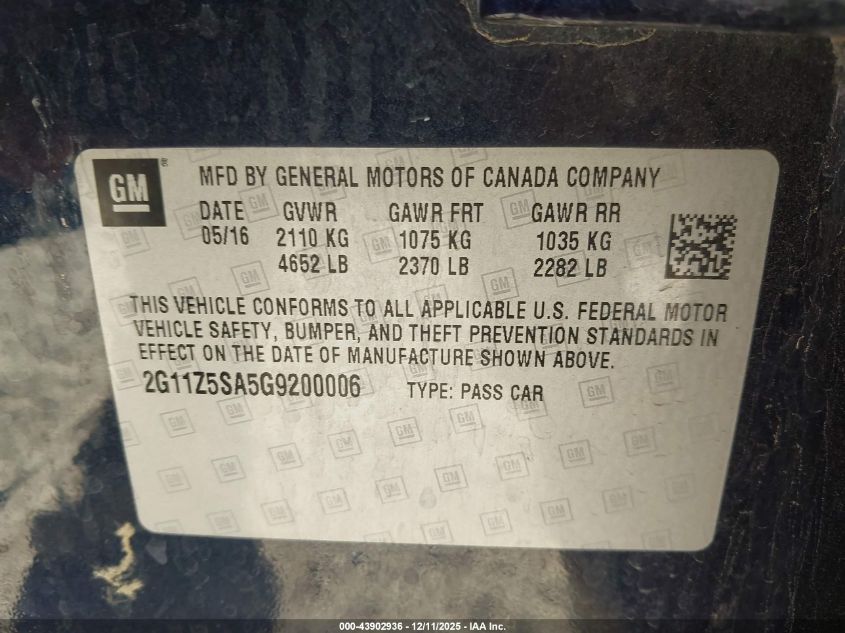 GM
MFD BY GENERAL MOTORS OF CANADA COMPANY
DATE GVWR GAWR FRT GAWR RR
05/16 2110 KG 1075 KG 1035 KG
4652 LB 2370 LB 2282 LB
THIS VEHICLE CONFORMS TO ALL APPLICABLE U.S. FEDERAL MOTOR
VEHICLE SAFETY, BUMPER, AND THEFT PREVENTION STANDARDS IN
EFFECT ON THE DATE OF MANUFACTURE SHOWN ABOVE.
2G11Z5SA5G9200006 TYPE: PASS CAR
000-43902936 - 12/11/2025 - IAA Inc.